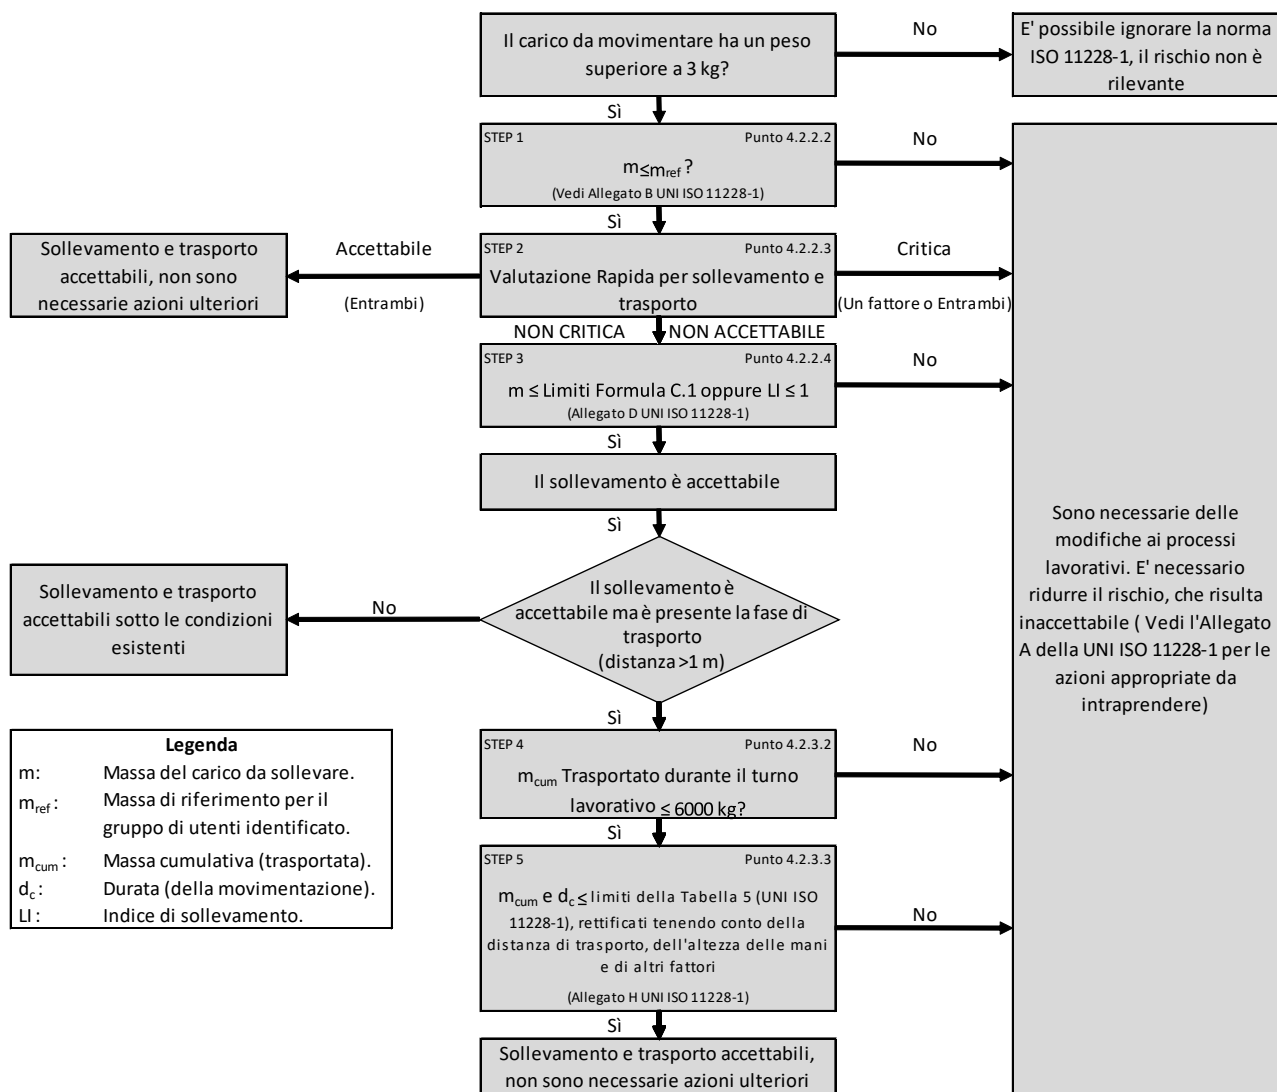 Il carico da movimentare ha un peso
superiore a 3 kg?
No
E' possibile ignorare la norma
ISO 11228-1, il rischio non è
rilevante
Sì
STEP 1 Punto 4.2.2.2
m≤mref ?
(Vedi Allegato B UNI ISO 11228-1)
No
Sì
Sollevamento e trasporto
accettabili, non sono
necessarie azioni ulteriori
Accettabile
(Entrambi)
STEP 2 Punto 4.2.2.3
Valutazione Rapida per sollevamento e
trasporto
Critica
(Un fattore o Entrambi)
NON CRITICA NON ACCETTABILE
STEP 3 Punto 4.2.2.4
m ≤ Limiti Formula C.1 oppure LI ≤ 1
(Allegato D UNI ISO 11228-1)
No
Sì
Il sollevamento è accettabile
Sì
Il sollevamento è
accettabile ma è presente la fase di
trasporto
(distanza >1 m)
No
Sollevamento e trasporto
accettabili sotto le condizioni
esistenti
Sono necessarie delle
modifiche ai processi
lavorativi. E' necessario
ridurre il rischio, che risulta
inaccettabile ( Vedi l'Allegato
A della UNI ISO 11228-1 per le
azioni appropriate da
intraprendere)
Sì
STEP 4 Punto 4.2.3.2
mcum Trasportato durante il turno
lavorativo ≤ 6000 kg?
No
Sì
STEP 5 Punto 4.2.3.3
mcum e dc ≤ limiti della Tabella 5 (UNI ISO
11228-1), rettificati tenendo conto della
distanza di trasporto, dell'altezza delle mani
e di altri fattori
(Allegato H UNI ISO 11228-1)
No
Sì
Sollevamento e trasporto accettabili,
non sono necessarie azioni ulteriori
Legenda
m: Massa del carico da sollevare.
mref : Massa di riferimento per il
gruppo di utenti identificato.
mcum : Massa cumulativa (trasportata).
dc : Durata (della movimentazione).
LI : Indice di sollevamento.